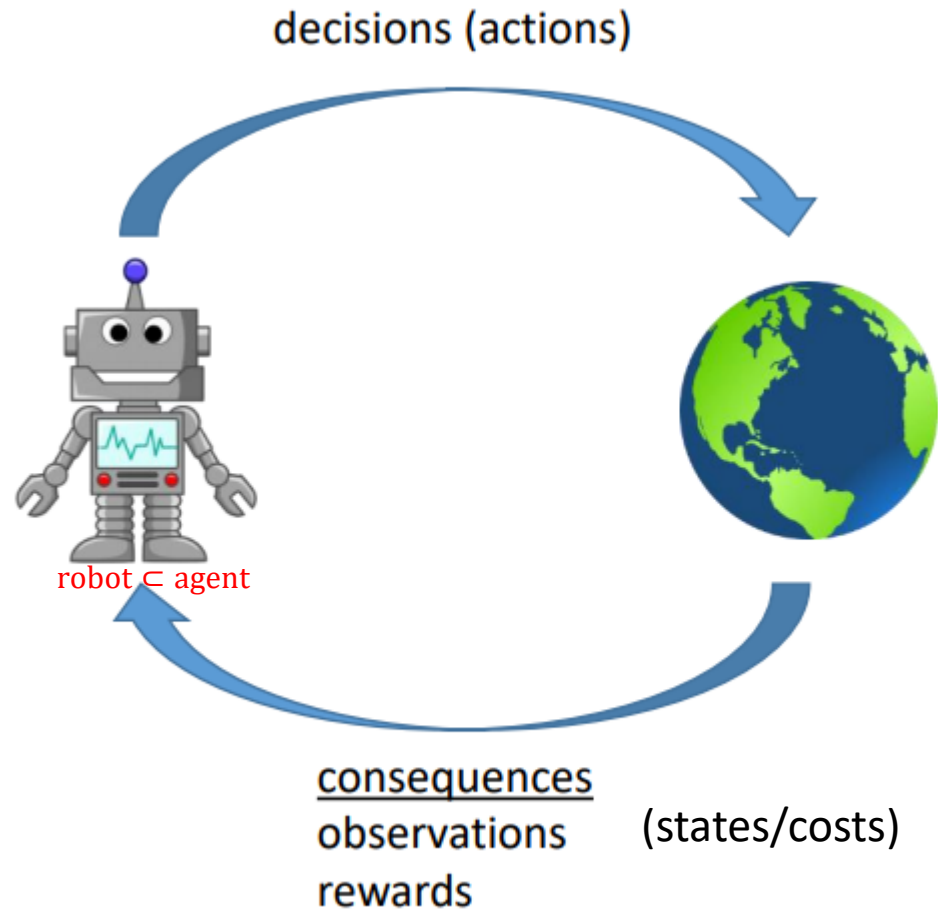 decisions (actions)
robot ⊂ agent
consequences
observations (states/costs)
rewards